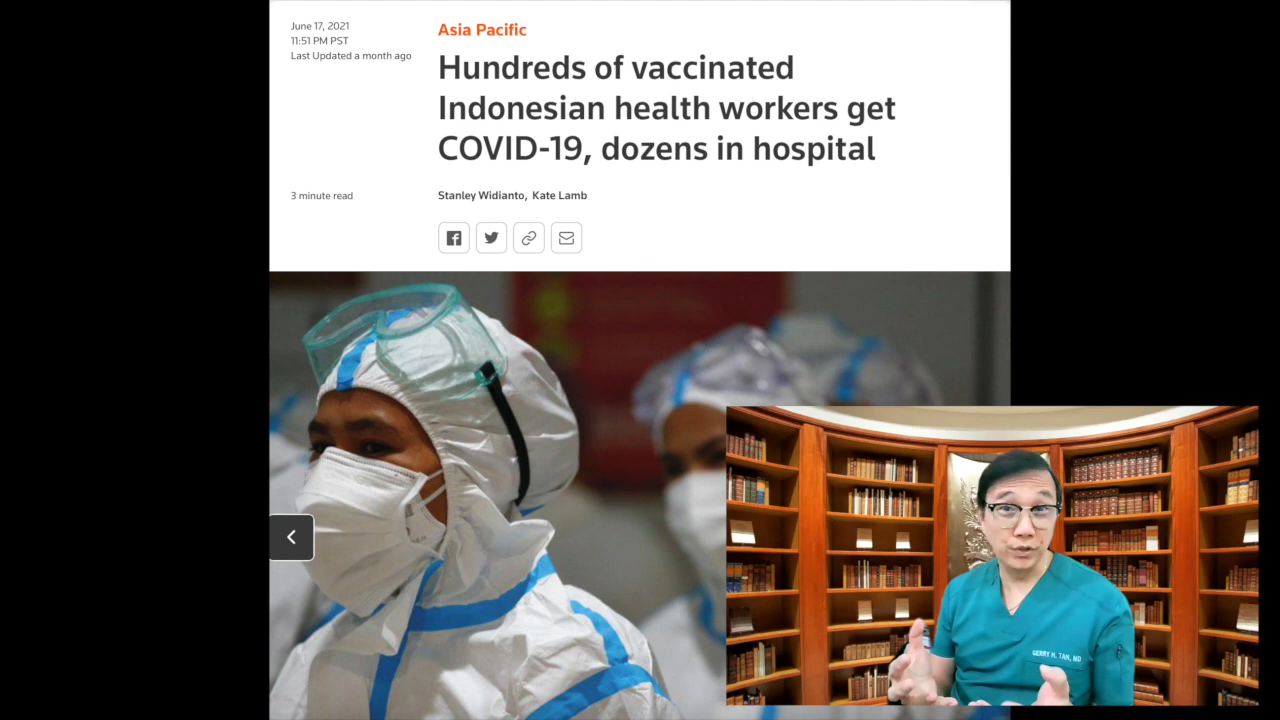 June 17, 2021
11:51 PM PST
Last Updated a month ago
Asia Pacific
Hundreds of vaccinated
Indonesian health workers get
COVID-19, dozens in hospital
3 minute read
Stanley Widianto, Kate Lamb
GERRY H. TAN, MD